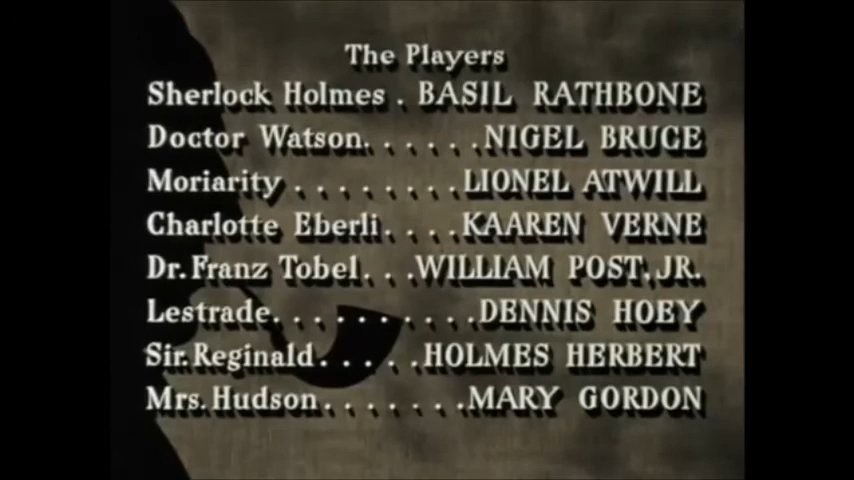 The Players
Sherlock Holmes . BASIL RATHBONE
Doctor Watson. . . . . . NIGEL BRUCE
Moriarity . . . . . . . . LIONEL ATWILL
Charlotte Eberli. . . . KAAREN VERNE
Dr. Franz Tobel. . . WILLIAM POST, JR.
Lestrade. . . . . . . . . . DENNIS HOEY
Sir. Reginald. . . . . HOLMES HERBERT
Mrs. Hudson. . . . . . . MARY GORDON